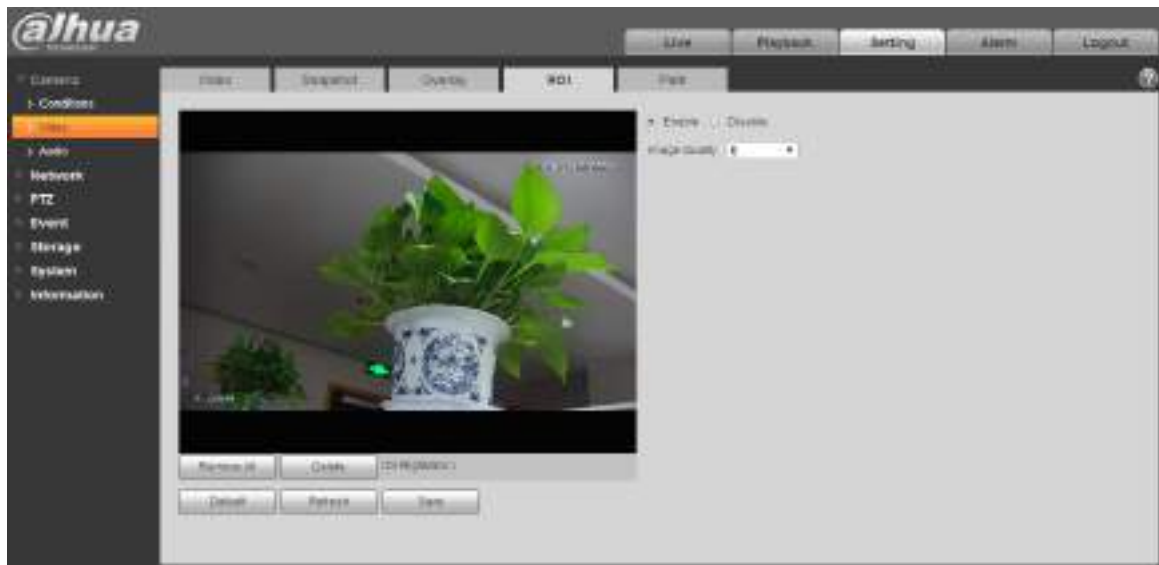 alhua
Live
Playback
Setting
Alarm
Logout
Camera
Video
Snapshot
Overlay
ROI
Path
Conditions
Video
Audio
Network
PTZ
Event
Storage
System
Information
Enable
Disable
Image Quality
6
Remove All
Delete
Default
Refresh
Save